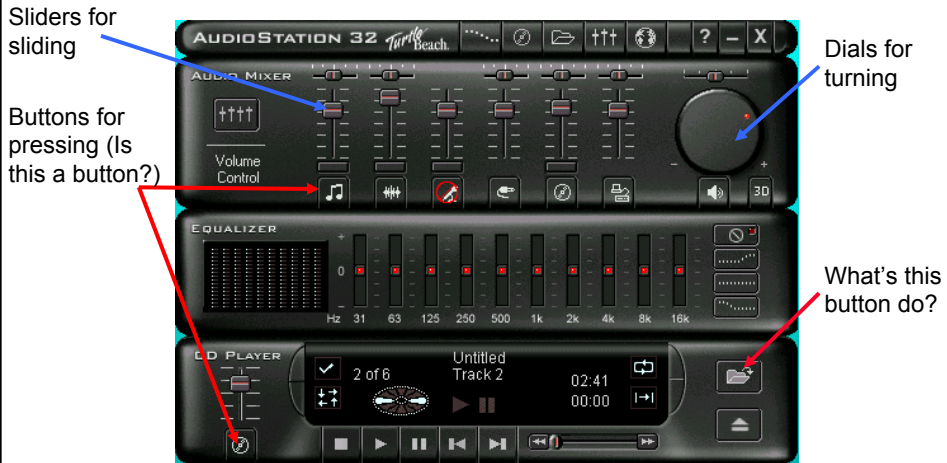 Sliders for
sliding
AUDIOSTATION 32 Turtle Beach
? – X
Dials for
turning
AUDIO MIXER
Buttons for
pressing (Is
this a button?)
Volume
Control
– +
3D
EQUALIZER
+
0
–
Hz 31 63 125 250 500 1k 2k 4k 8k 16k
What's this
button do?
CD PLAYER
Untitled
2 of 6 Track 2 02:41
00:00